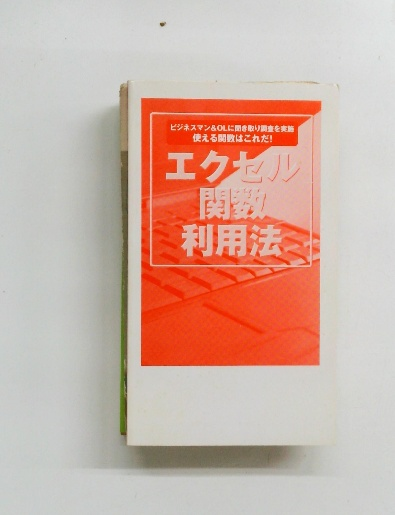 ビジネスマン&OLに聞き取り調査を実施
使える関数はこれだ!
エクセル
関数
利用法